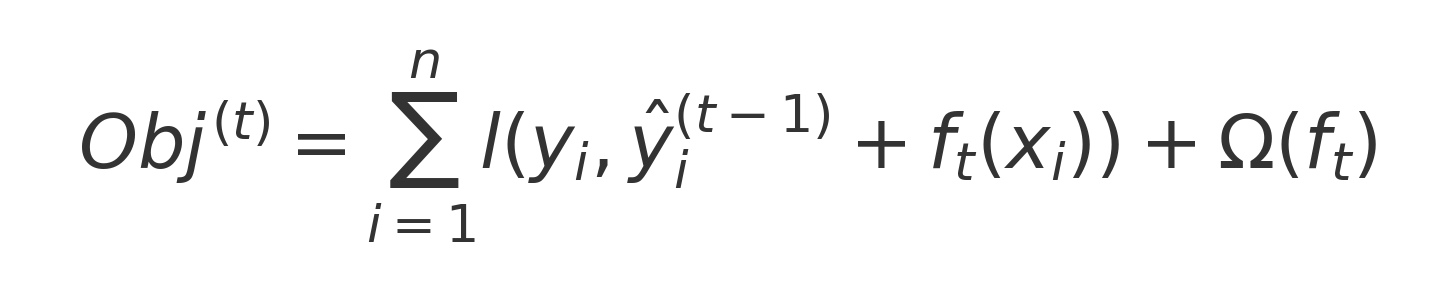 $Obj^{(t)} = \sum_{i=1}^{n} l(y_i, \hat{y}_i^{(t-1)} + f_t(x_i)) + \Omega(f_t)$